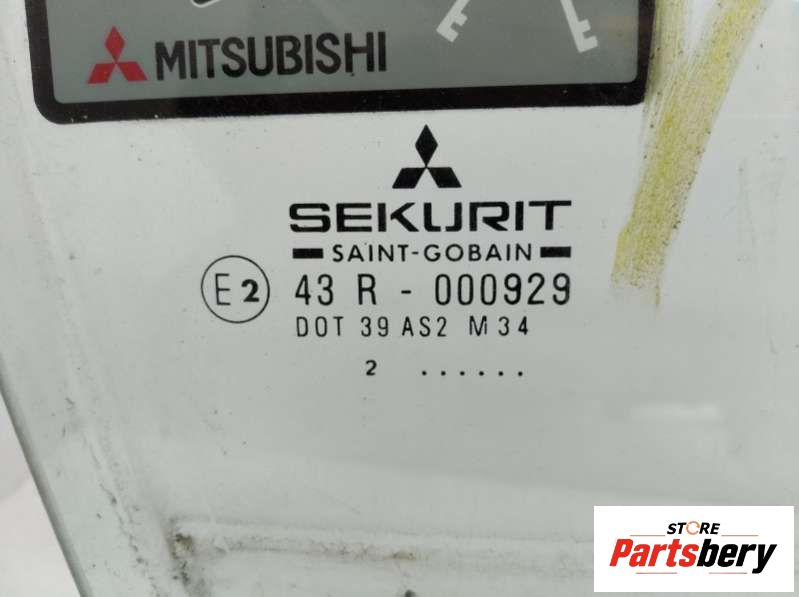 MITSUBISHI
SEKURIT
SAINT-GOBAIN
E2 43 R - 000929
DOT 39 AS2 M34
2 ......
STORE
Partsbery